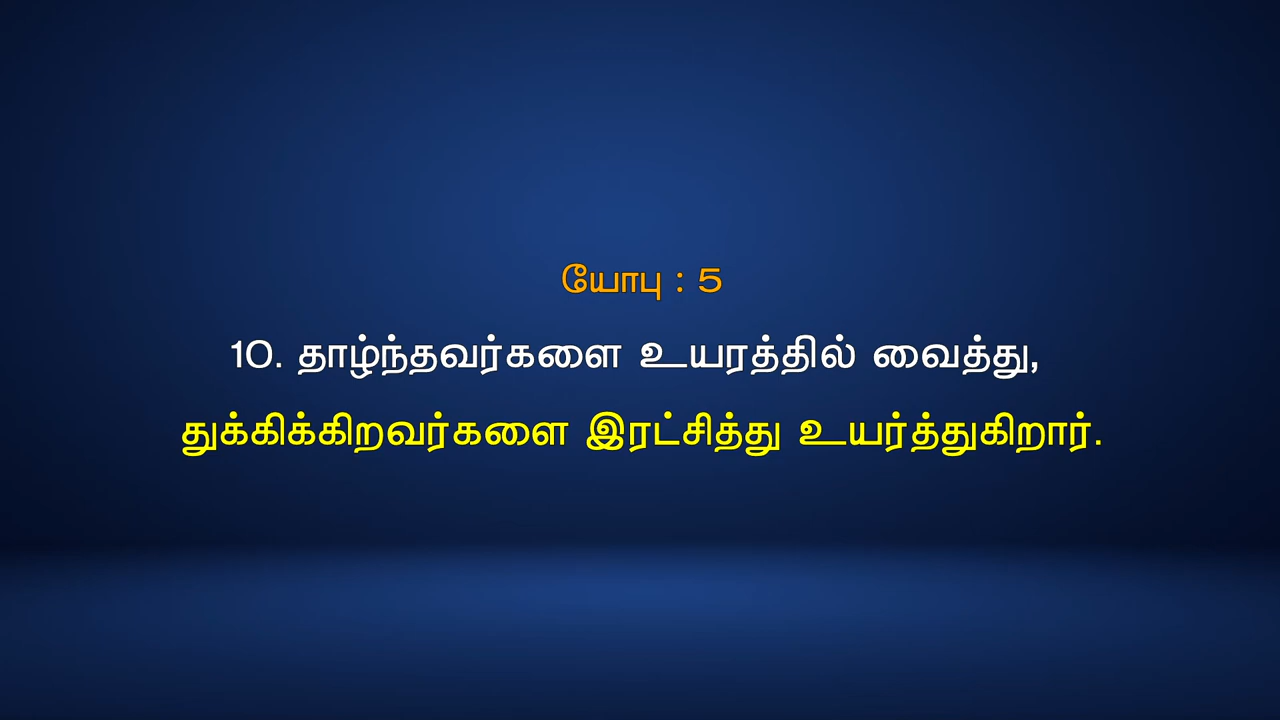 யோபு : 5
10. தாழ்ந்தவர்களை உயரத்தில் வைத்து,
துக்கிக்கிறவர்களை இரட்சித்து உயர்த்துகிறார்.